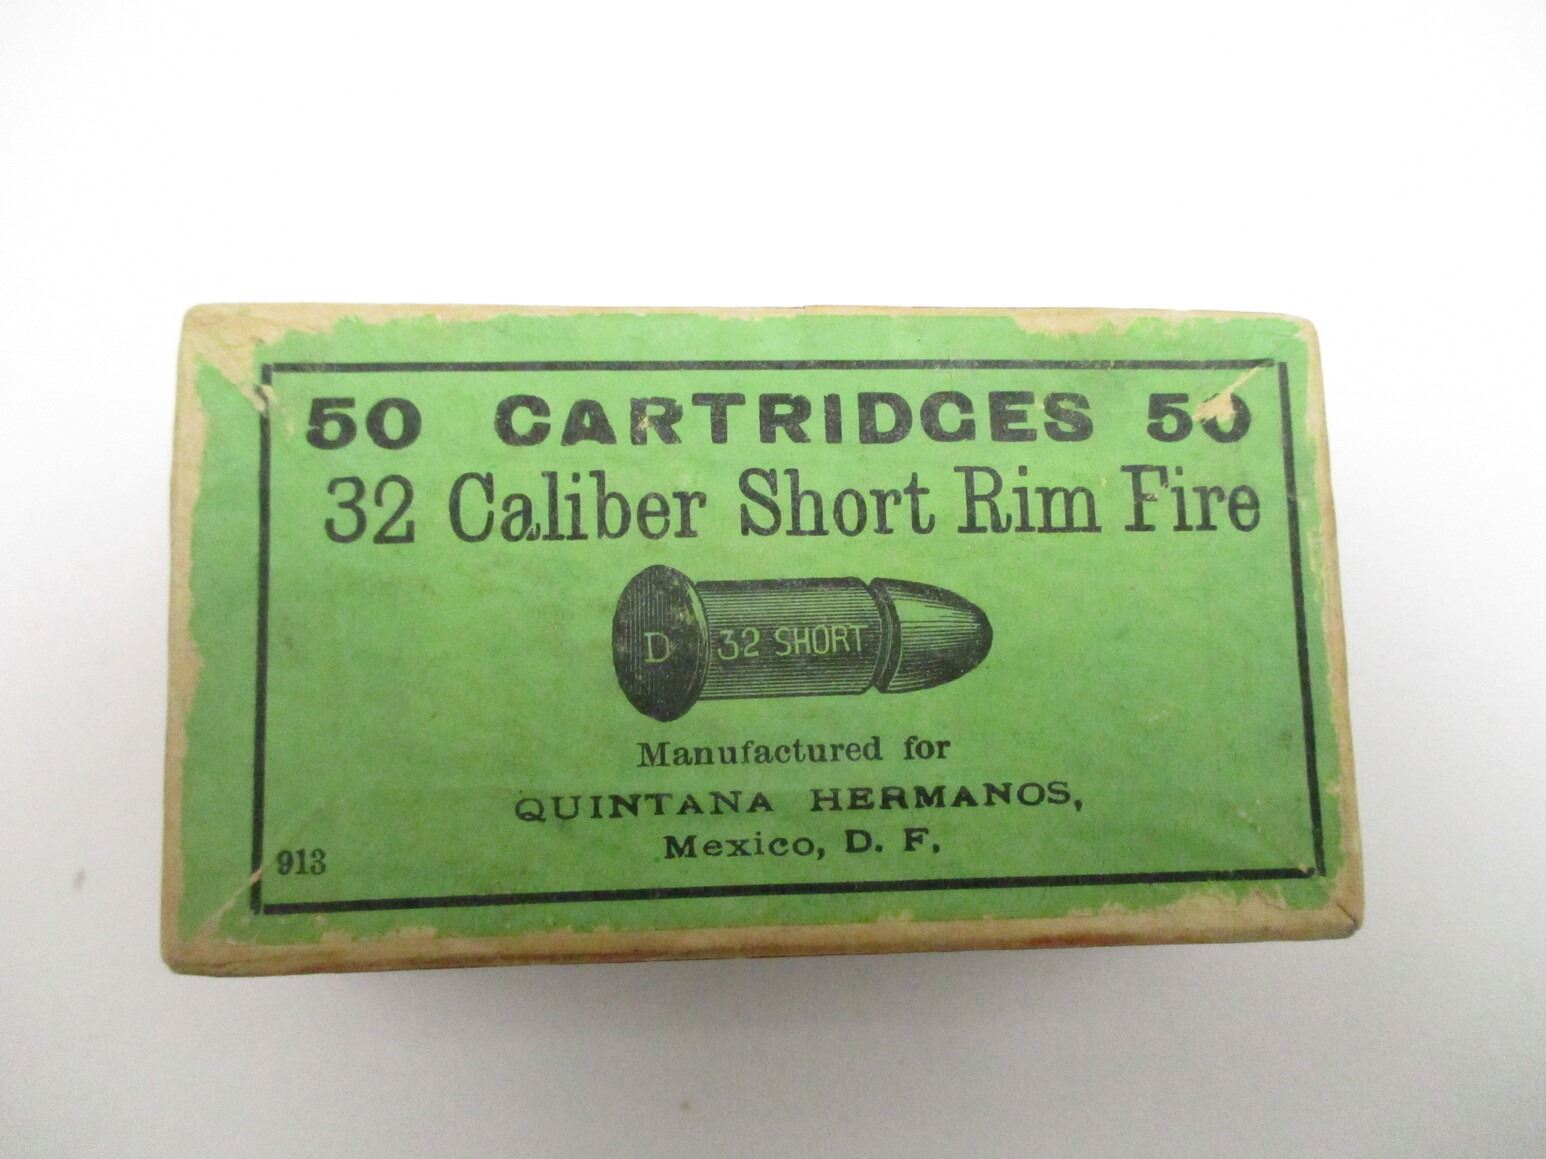 50 CARTRIDGES 50
32 Caliber Short Rim Fire
D 32 SHORT
Manufactured for
QUINTANA HERMANOS,
Mexico, D. F.
913